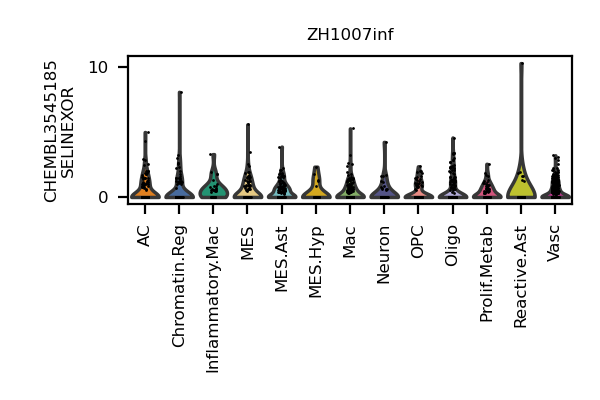 ZH1007inf
CHEMBL3545185
SELINEXOR
10
0
AC
Chromatin.Reg
Inflammatory.Mac
MES
MES.Ast
MES.Hyp
Mac
Neuron
OPC
Oligo
Prolif.Metab
Reactive.Ast
Vasc